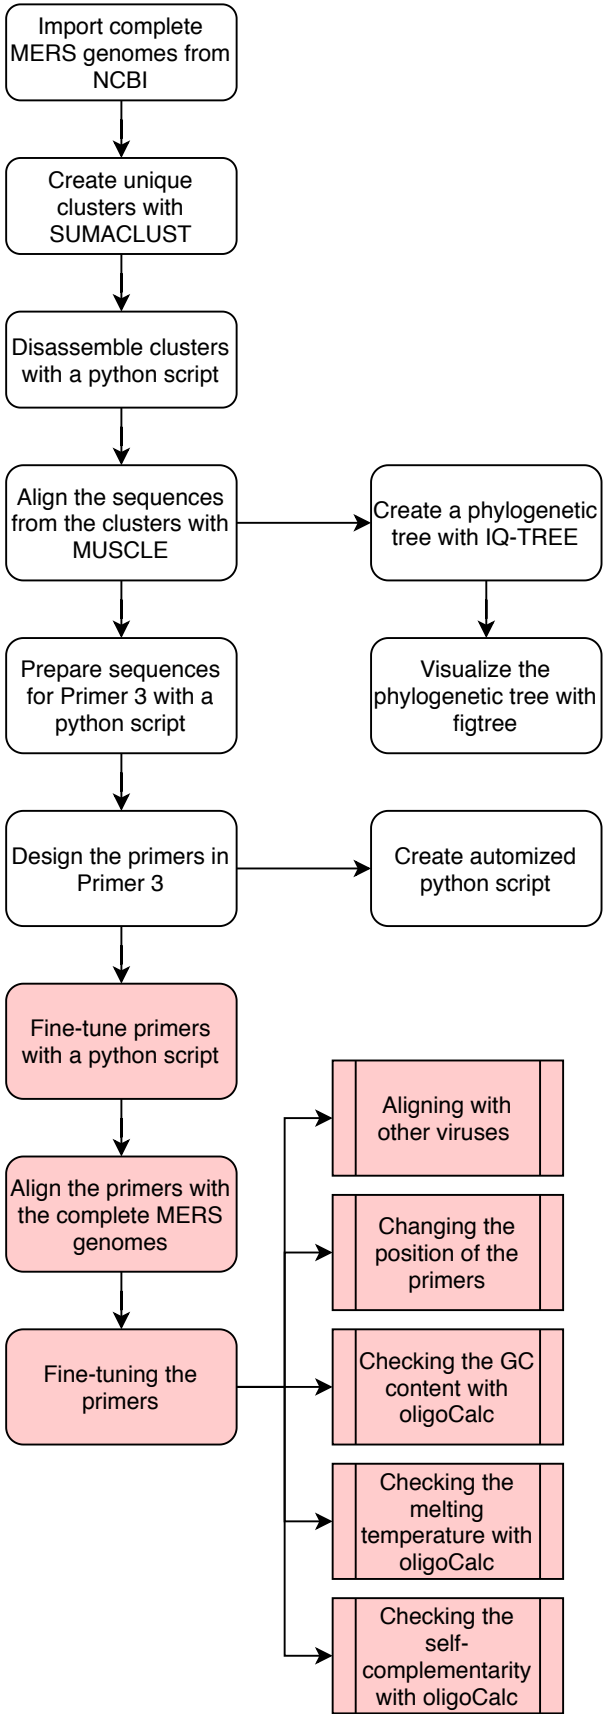 Import complete
MERS genomes from
NCBI
Create unique
clusters with
SUMACLUST
Disassemble clusters
with a python script
Align the sequences
from the clusters with
MUSCLE
Create a phylogenetic
tree with IQ-TREE
Prepare sequences
for Primer 3 with a
python script
Visualize the
phylogenetic tree with
figtree
Design the primers in
Primer 3
Create automized
python script
Fine-tune primers
with a python script
Align the primers with
the complete MERS
genomes
Fine-tuning the
primers
Aligning with
other viruses
Changing the
position of the
primers
Checking the GC
content with
oligoCalc
Checking the
melting
temperature with
oligoCalc
Checking the
self-
complementarity
with oligoCalc